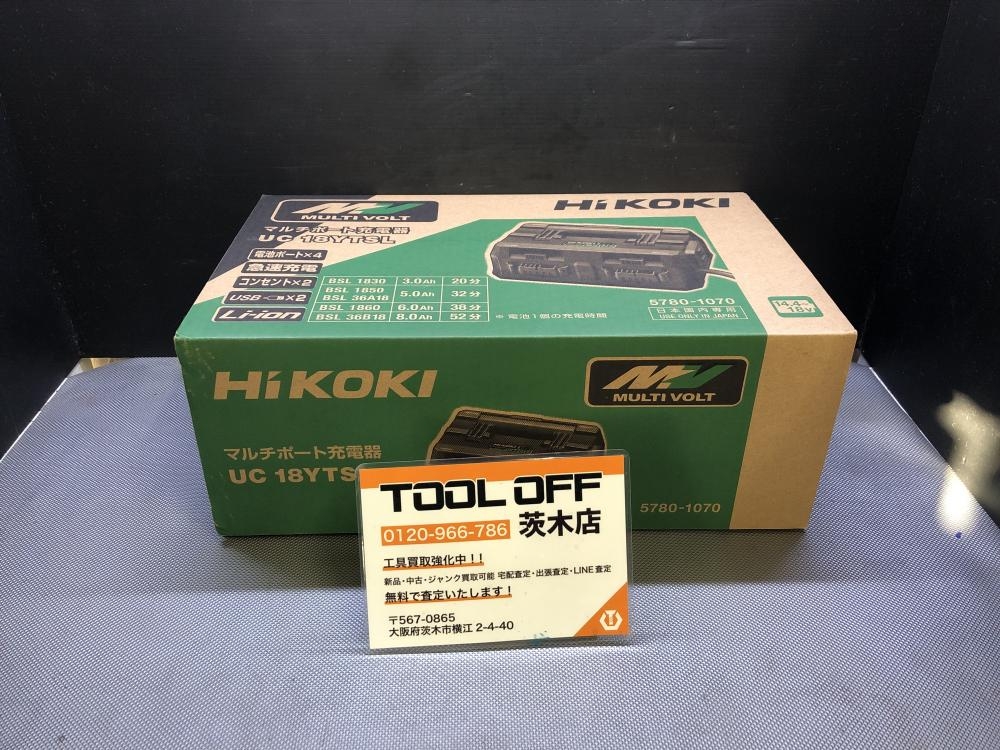 MV
MULTI VOLT
HiKOKI
マルチポート充電器
UC 18YTSL
電池ポート×4
急速充電
コンセント×2
USB ×2
Li-ion
BSL 1830 3.0Ah 20分
BSL 1850
BSL 36A18 5.0Ah 32分
BSL 1860 6.0Ah 38分
BSL 36B18 8.0Ah 52分
※電池1個の充電時間
5780-1070
日本国内専用
USE ONLY IN JAPAN
14.4-
18V
HiKOKI
MV
MULTI VOLT
マルチポート充電器
UC 18YTS
5780-1070
TOOL OFF
0120-966-786 茨木店
工具買取強化中！！
新品・中古・ジャンク買取可能 宅配査定・出張査定・LINE査定
無料で査定いたします！
〒567-0865
大阪府茨木市横江2-4-40